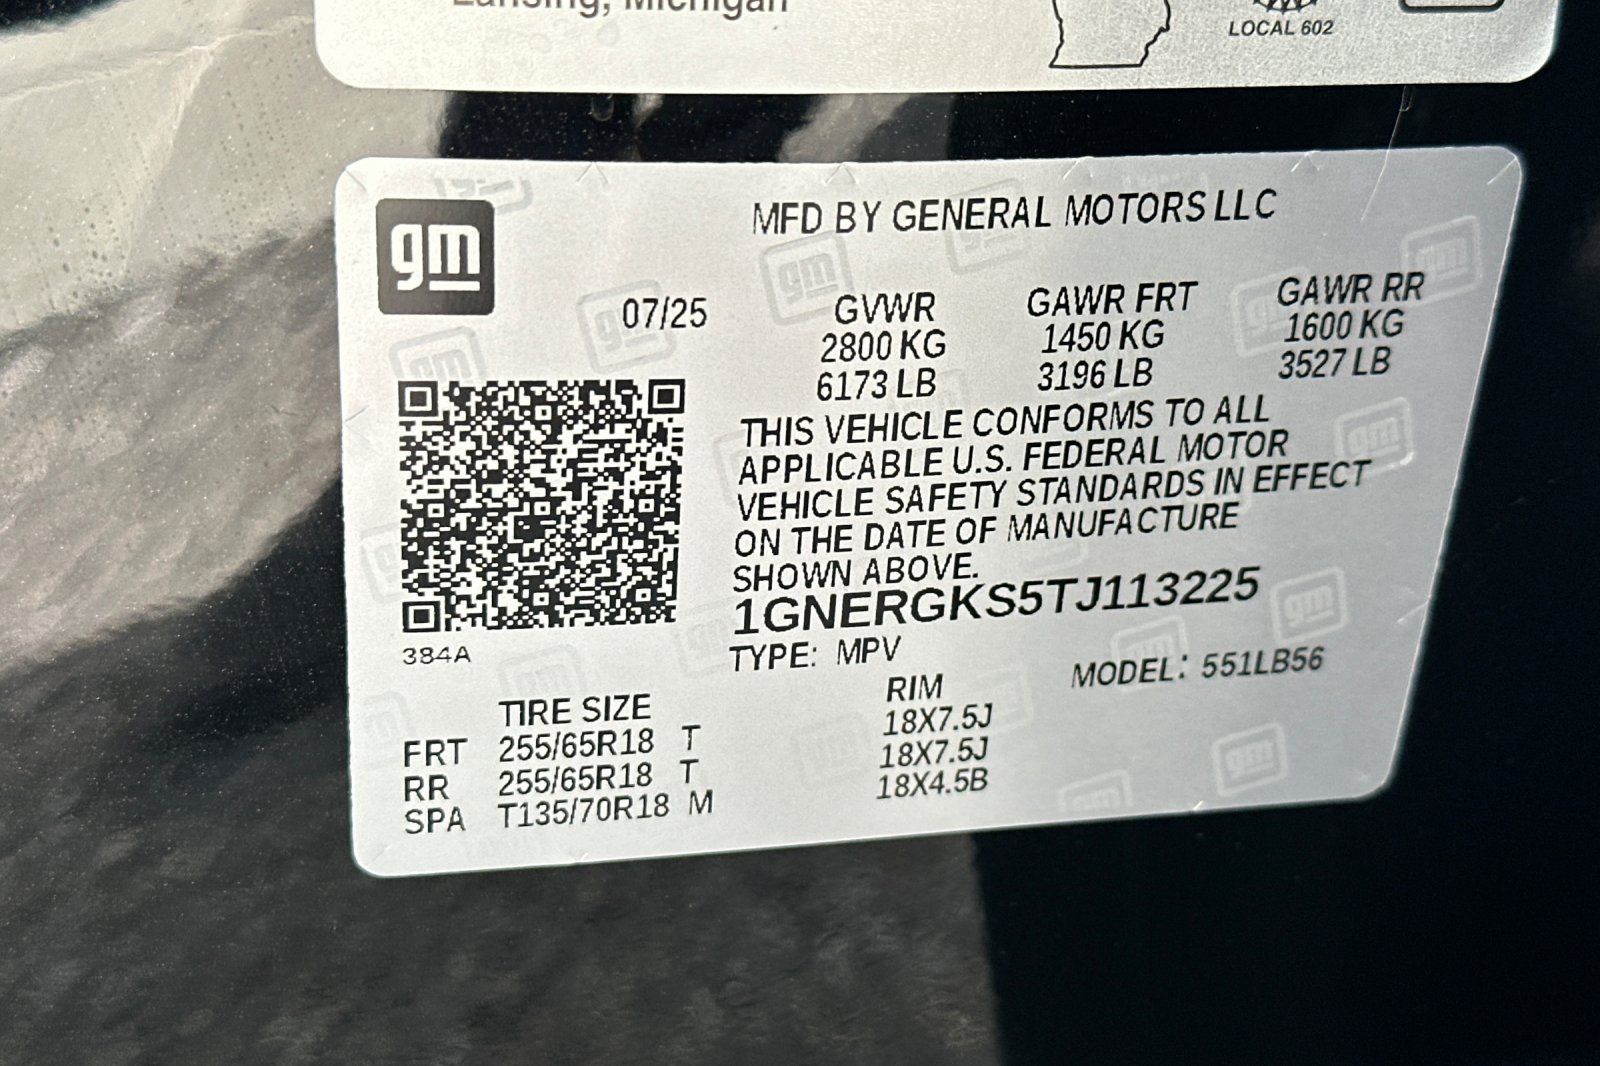 Lansing, Michigan
LOCAL 602
gm
MFD BY GENERAL MOTORS LLC
07/25
GVWR GAWR FRT GAWR RR
2800 KG 1450 KG 1600 KG
6173 LB 3196 LB 3527 LB
THIS VEHICLE CONFORMS TO ALL
APPLICABLE U.S. FEDERAL MOTOR
VEHICLE SAFETY STANDARDS IN EFFECT
ON THE DATE OF MANUFACTURE
SHOWN ABOVE.
1GNERGKS5TJ113225
384A
TYPE: MPV MODEL: 551LB56
TIRE SIZE RIM
FRT 255/65R18 T 18X7.5J
RR 255/65R18 T 18X7.5J
SPA T135/70R18 M 18X4.5B